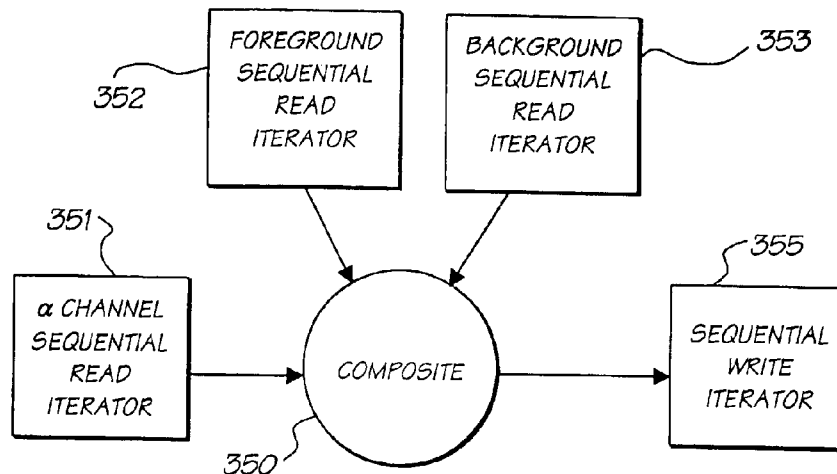 FOREGROUND
SEQUENTIAL
READ
ITERATOR
352
BACKGROUND
SEQUENTIAL
READ
ITERATOR
353
351
α CHANNEL
SEQUENTIAL
READ
ITERATOR
COMPOSITE
350
355
SEQUENTIAL
WRITE
ITERATOR